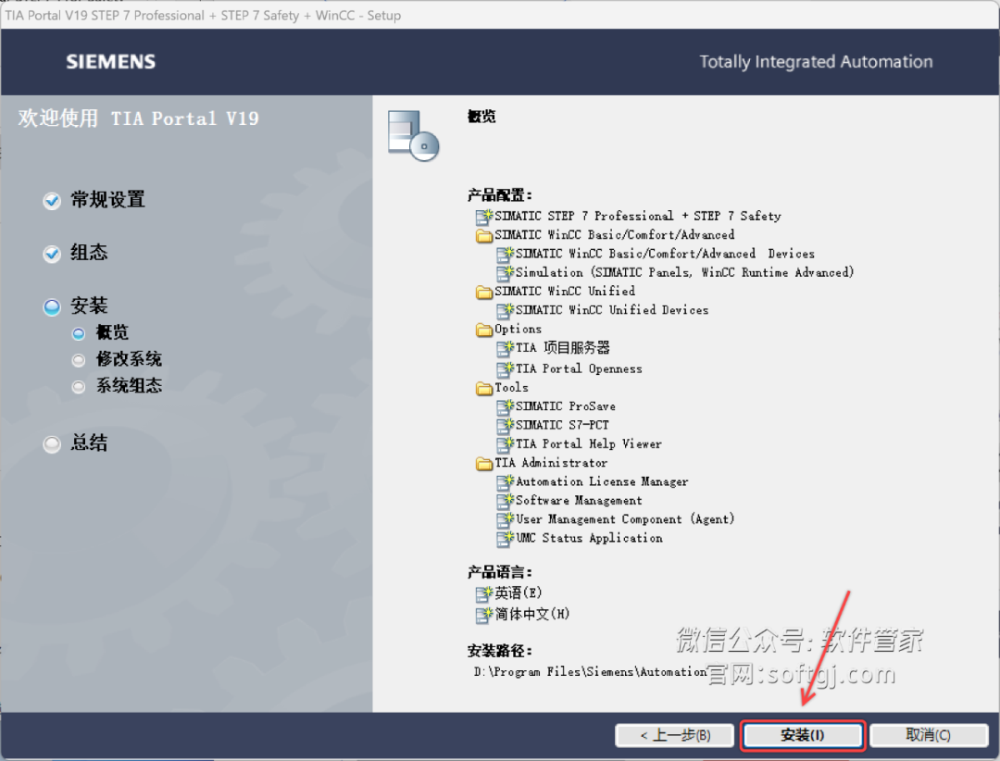 TIA Portal V19 STEP 7 Professional + STEP 7 Safety + WinCC - Setup
SIEMENS
Totally Integrated Automation
欢迎使用 TIA Portal V19
常规设置
组态
安装
概览
修改系统
系统组态
总结
概览
产品配置:
SIMATIC STEP 7 Professional + STEP 7 Safety
SIMATIC WinCC Basic/Comfort/Advanced
SIMATIC WinCC Basic/Comfort/Advanced Devices
Simulation (SIMATIC Panels, WinCC Runtime Advanced)
SIMATIC WinCC Unified
SIMATIC WinCC Unified Devices
Options
TIA 项目服务器
TIA Portal Openness
Tools
SIMATIC ProSave
SIMATIC S7-PCT
TIA Portal Help Viewer
TIA Administrator
Automation License Manager
Software Management
User Management Component (Agent)
UMC Status Application
产品语言:
英语(E)
简体中文(H)
安装路径:
D:\Program Files\Siemens\Automation
微信公众号: 软件管家
官网:softgj.com
< 上一步(B)
安装(I)
取消(C)